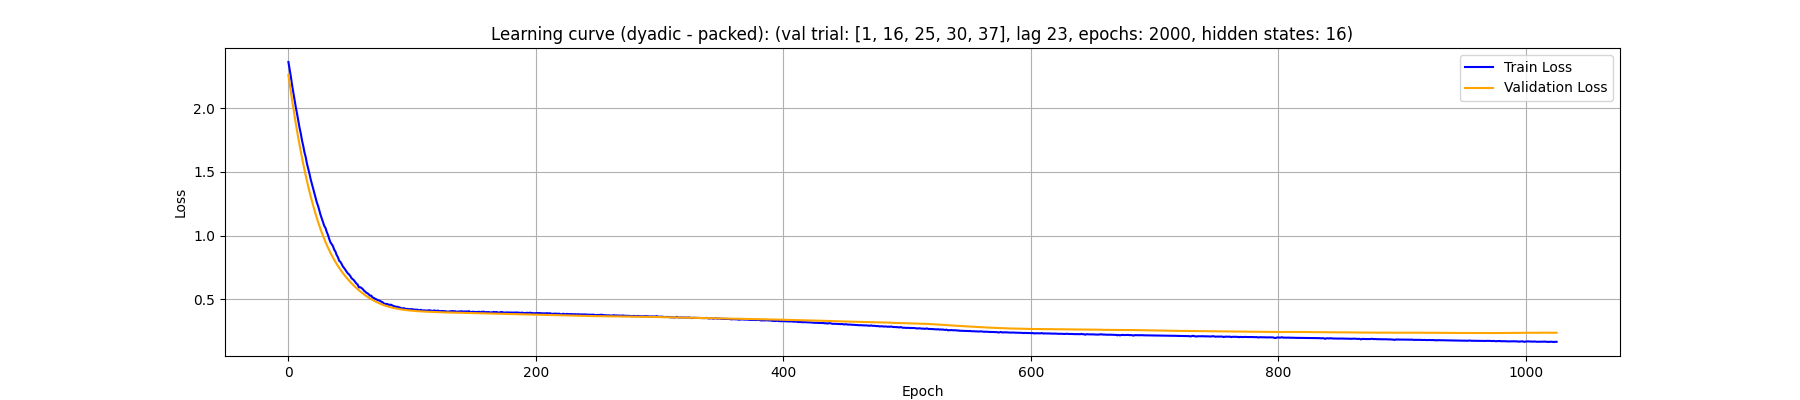 Learning curve (dyadic - packed): (val trial: [1, 16, 25, 30, 37], lag 23, epochs: 2000, hidden states: 16)
Train Loss
Validation Loss
2.0
1.5
1.0
0.5
Loss
0 200 400 600 800 1000
Epoch